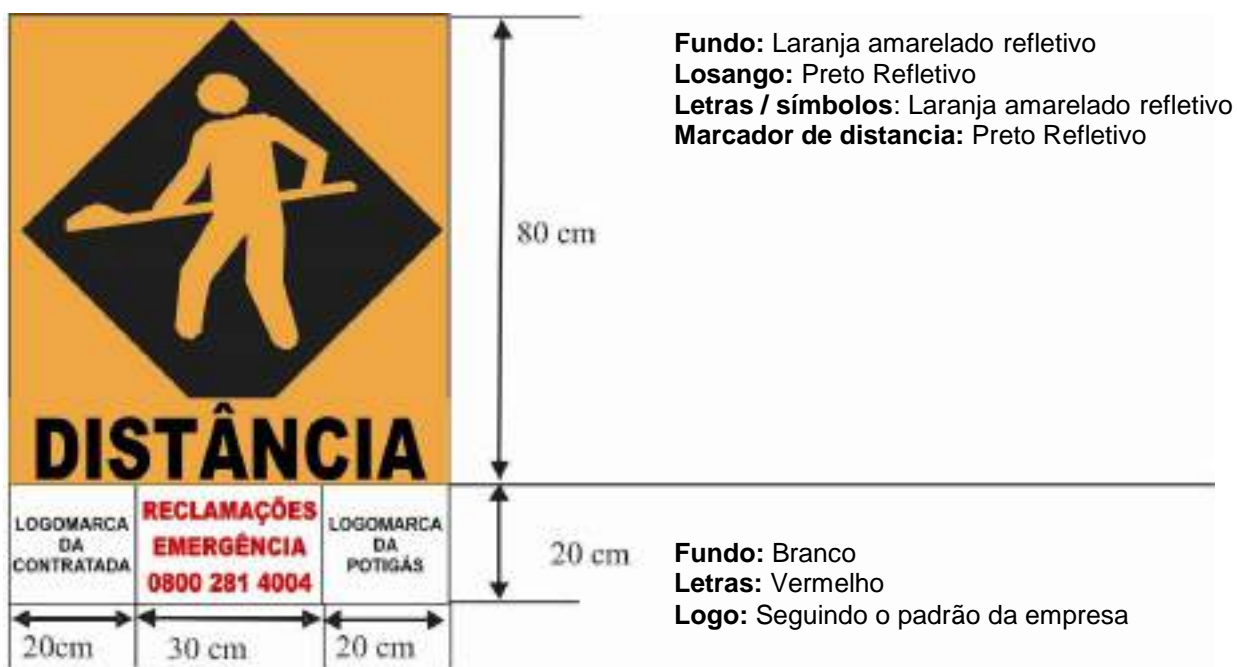 Fundo: Laranja amarelado refletivo
Losango: Preto Refletivo
Letras / símbolos: Laranja amarelado refletivo
Marcador de distancia: Preto Refletivo
80 cm
DISTÂNCIA
LOGOMARCA
DA
CONTRATADA
RECLAMAÇÕES
EMERGÊNCIA
0800 281 4004
LOGOMARCA
DA
POTIGÁS
20 cm
Fundo: Branco
Letras: Vermelho
Logo: Seguindo o padrão da empresa
20cm
30 cm
20 cm